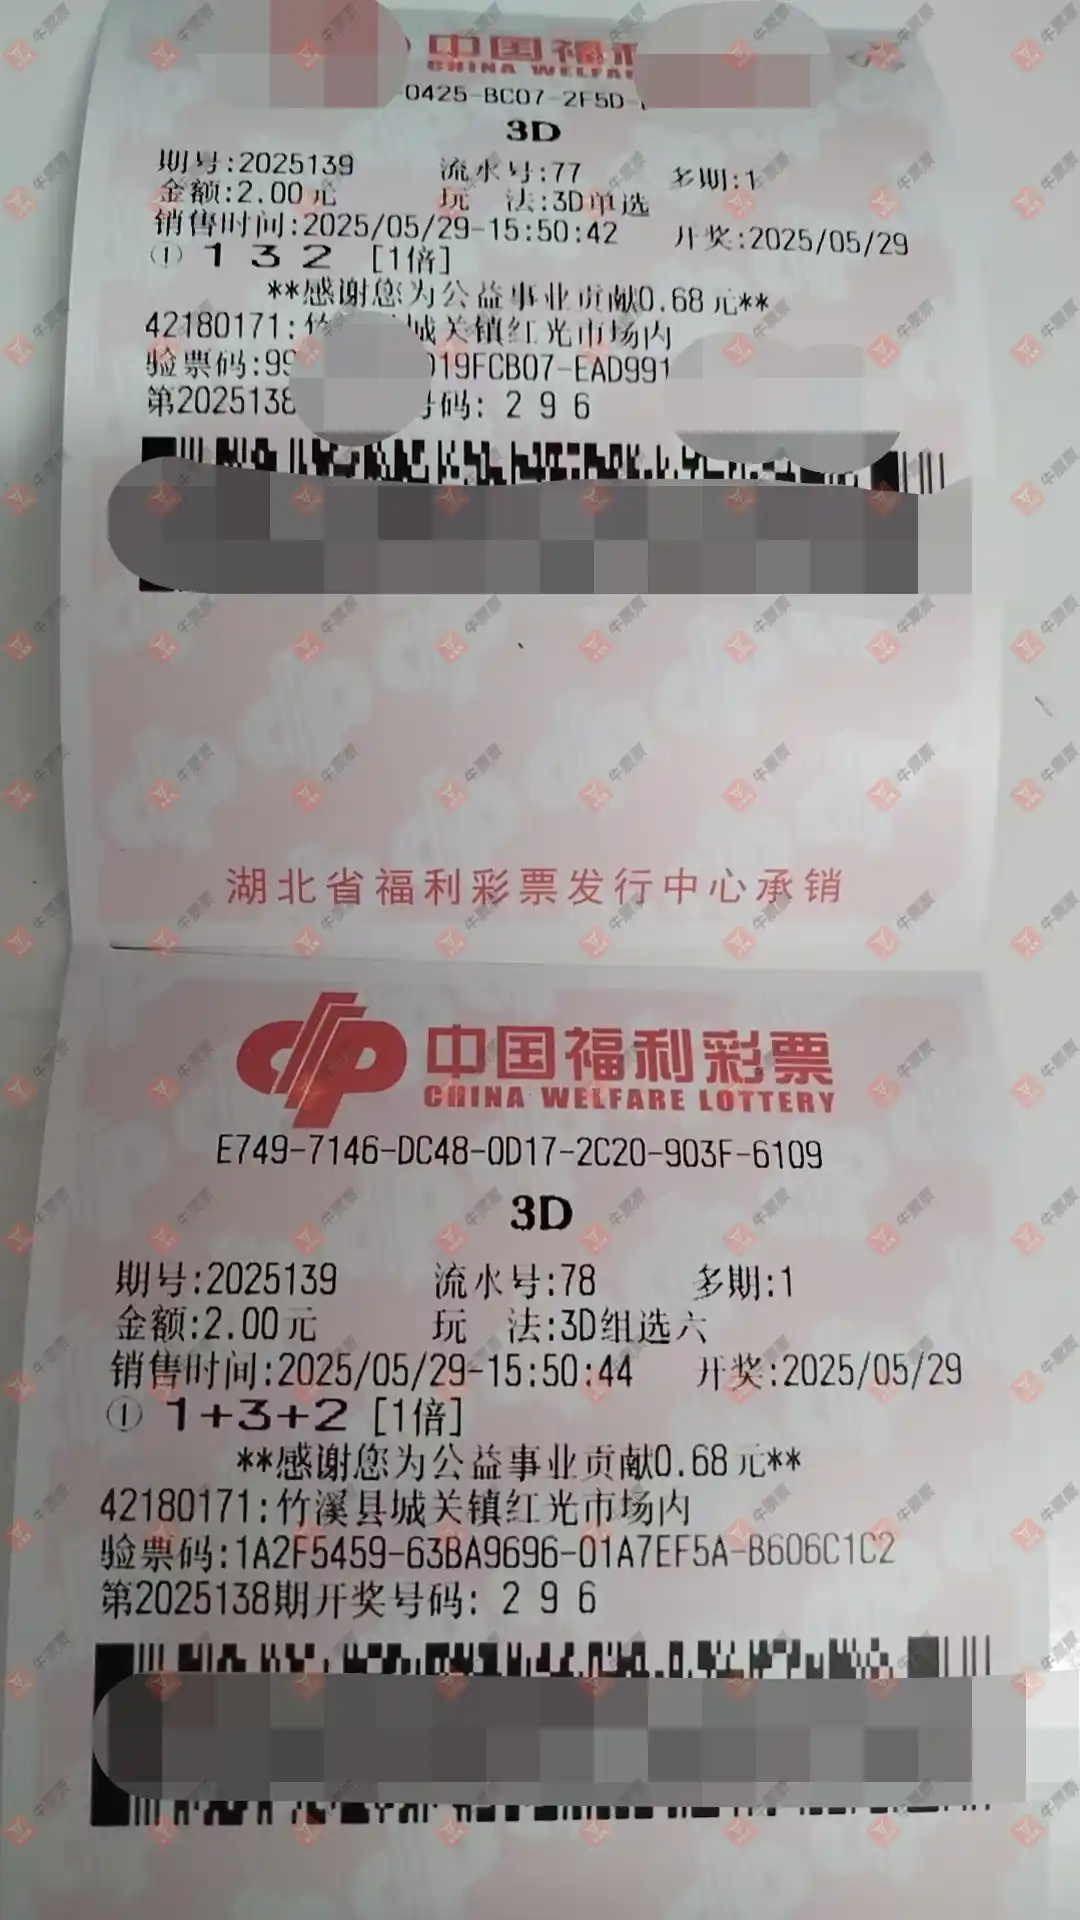 中国福利
CHINA WELFA
0425-BC07-2F5D-
3D
期号:2025139 流水号:77 多期:1
金额:2.00元 玩 法:3D单选
销售时间:2025/05/29-15:50:42 开奖:2025/05/29
① 1 3 2 [1倍]
**感谢您为公益事业贡献0.68元**
42180171:竹 城关镇红光市场内
验票码:99 019FCB07-EAD991
第2025138 号码: 2 9 6
湖北省福利彩票发行中心承销
中国福利彩票
CHINA WELFARE LOTTERY
E749-7146-DC48-0D17-2C20-903F-6109
3D
期号:2025139 流水号:78 多期:1
金额:2.00元 玩 法:3D组选六
销售时间:2025/05/29-15:50:44 开奖:2025/05/29
① 1+3+2 [1倍]
**感谢您为公益事业贡献0.68元**
42180171:竹溪县城关镇红光市场内
验票码:1A2F5459-63BA9696-01A7EF5A-B606C1C2
第2025138期开奖号码: 2 9 6
牛票票